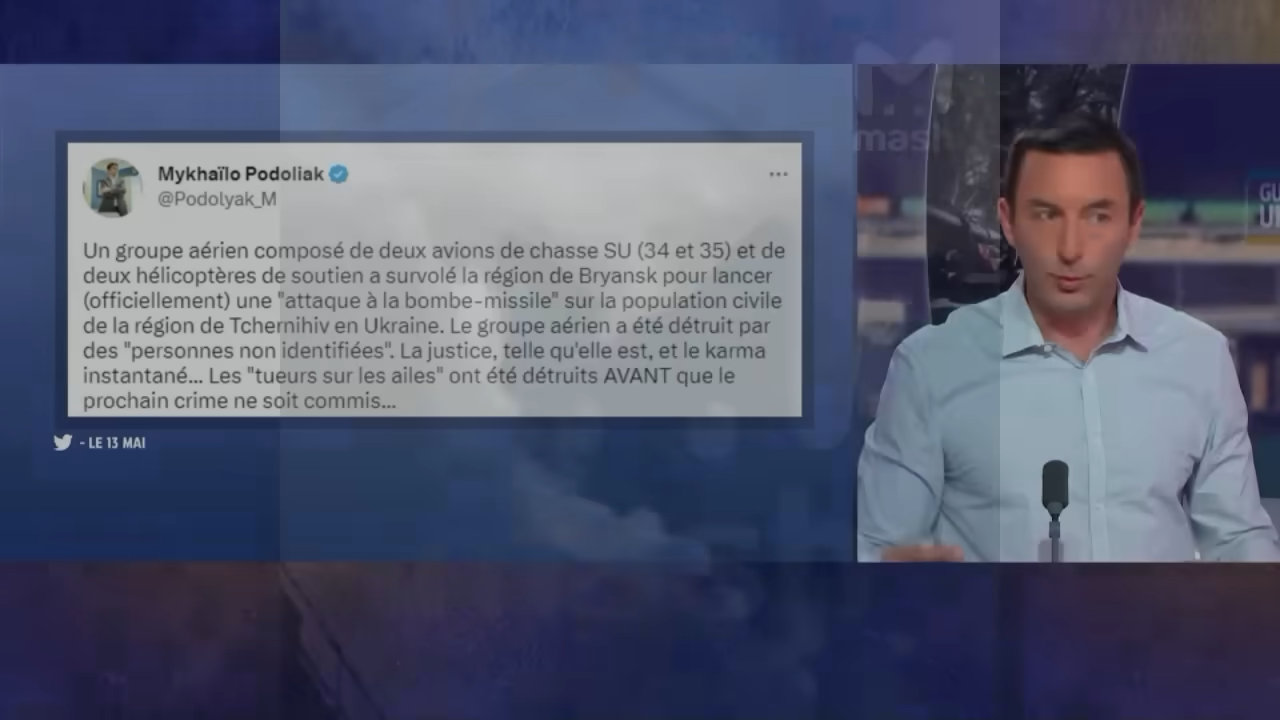 Mykhaïlo Podoliak
@Podolyak_M
Un groupe aérien composé de deux avions de chasse SU (34 et 35) et de
deux hélicoptères de soutien a survolé la région de Bryansk pour lancer
(officiellement) une "attaque à la bombe-missile" sur la population civile
de la région de Tchernihiv en Ukraine. Le groupe aérien a été détruit par
des "personnes non identifiées". La justice, telle qu'elle est, et le karma
instantané... Les "tueurs sur les ailes" ont été détruits AVANT que le
prochain crime ne soit commis...
- LE 13 MAI
mash